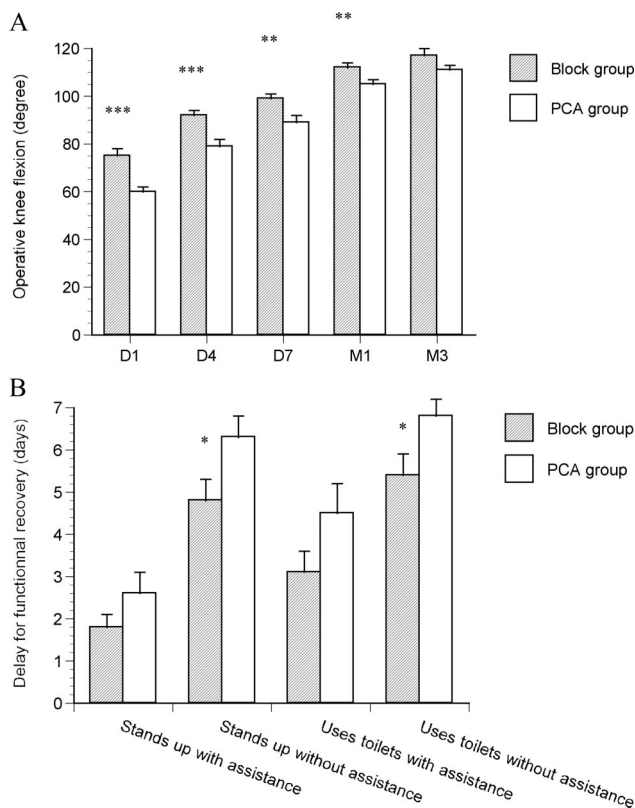 A
Operative knee flexion (degree)
120
100
80
60
40
20
0
***
***
**
**
D1
D4
D7
M1
M3
Block group
PCA group
B
Delay for functionnal recovery (days)
7
6
5
4
3
2
1
0
*
*
Stands up with assistance
Stands up without assistance
Uses toilets with assistance
Uses toilets without assistance
Block group
PCA group